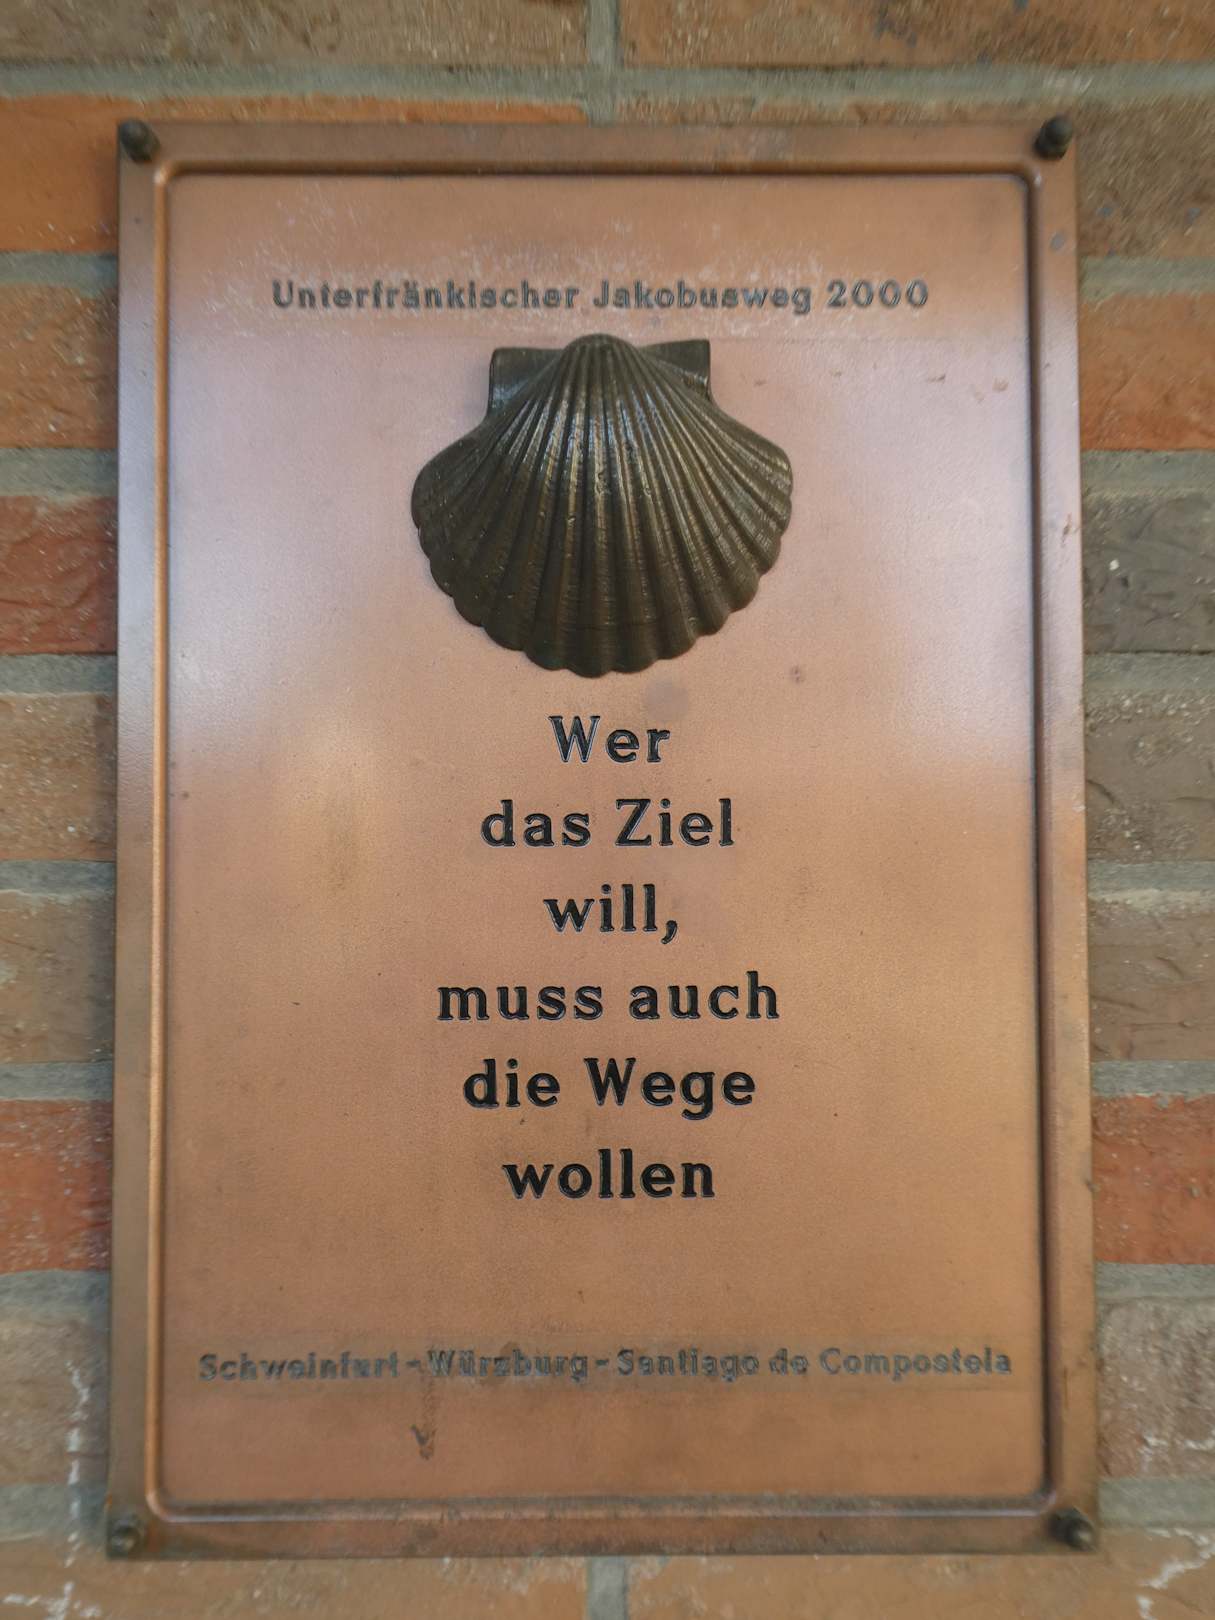 Unterfränkischer Jakobusweg 2000
Wer
das Ziel
will,
muss auch
die Wege
wollen
Schweinfurt - Würzburg - Santiago de Compostela